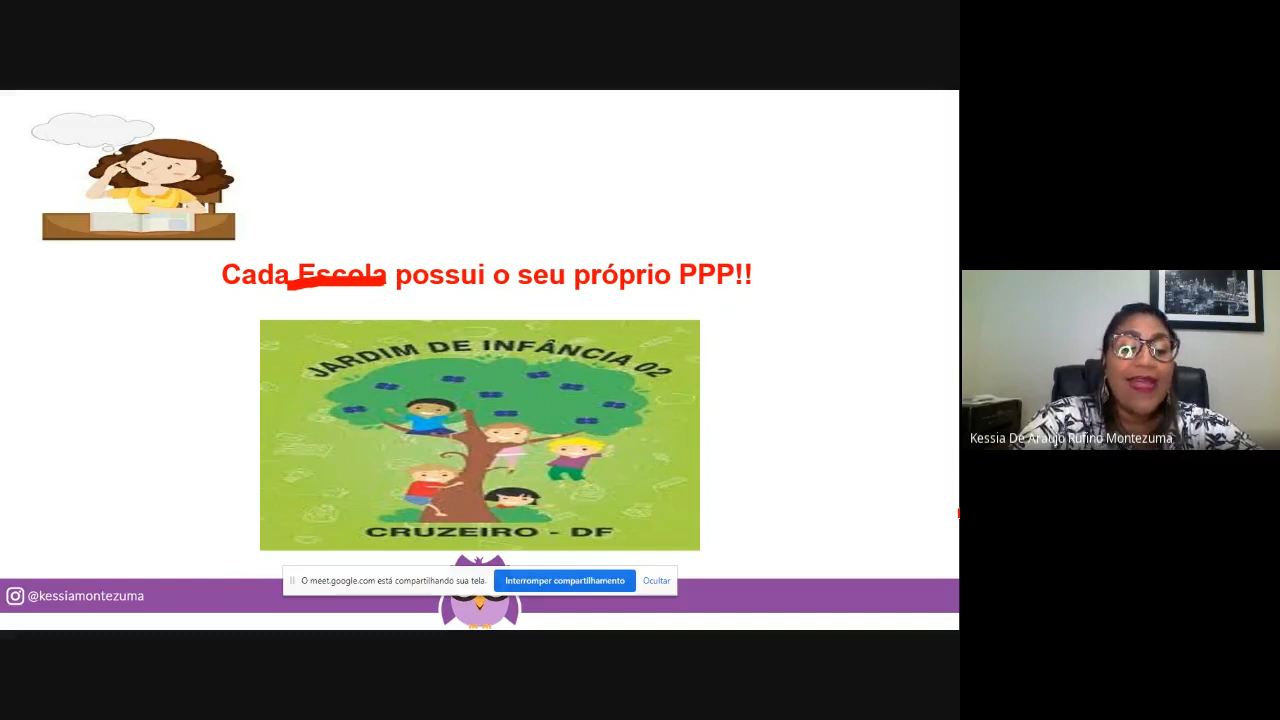 Cada Escola possui o seu próprio PPP!!
JARDIM DE INFÂNCIA 02
CRUZEIRO - DF
O meet.google.com está compartilhando sua tela.
Interromper compartilhamento
Ocultar
@kessiamontezuma
Kessia De Araujo Rufino Montezuma